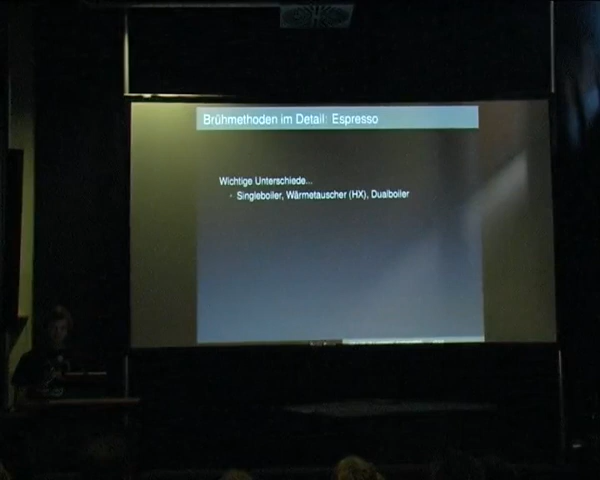 Brühmethoden im Detail: Espresso
Wichtige Unterschiede...
Singleboiler, Wärmetauscher (HX), Dualboiler